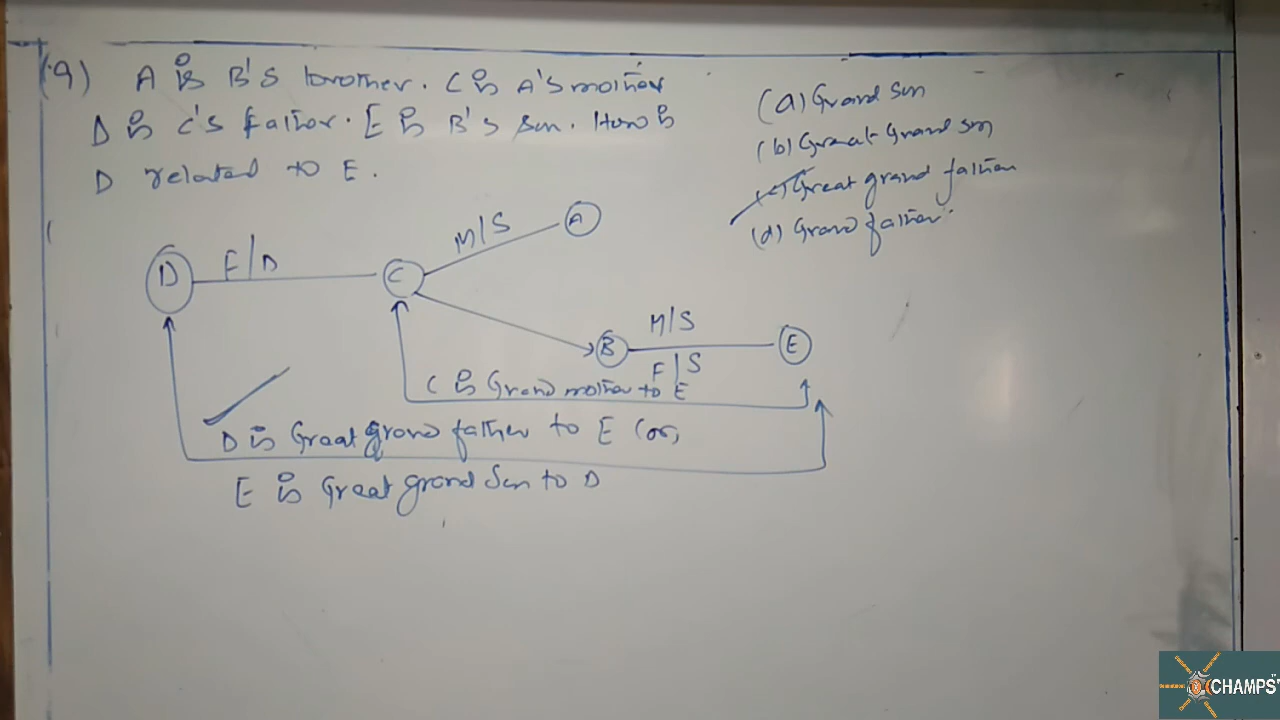 (9) A is B's brother. C is A's mother
D is C's father. E is B's son. How is
D related to E.
(a) Grand son
(b) Great Grand son
(c) Great grand father
(d) Grand father
M/S
A
D
F/D
C
B
M/S
F/S
E
C is Grand mother to E
D is Great grand father to E (or)
E is Great grand Son to D
CHAMPS